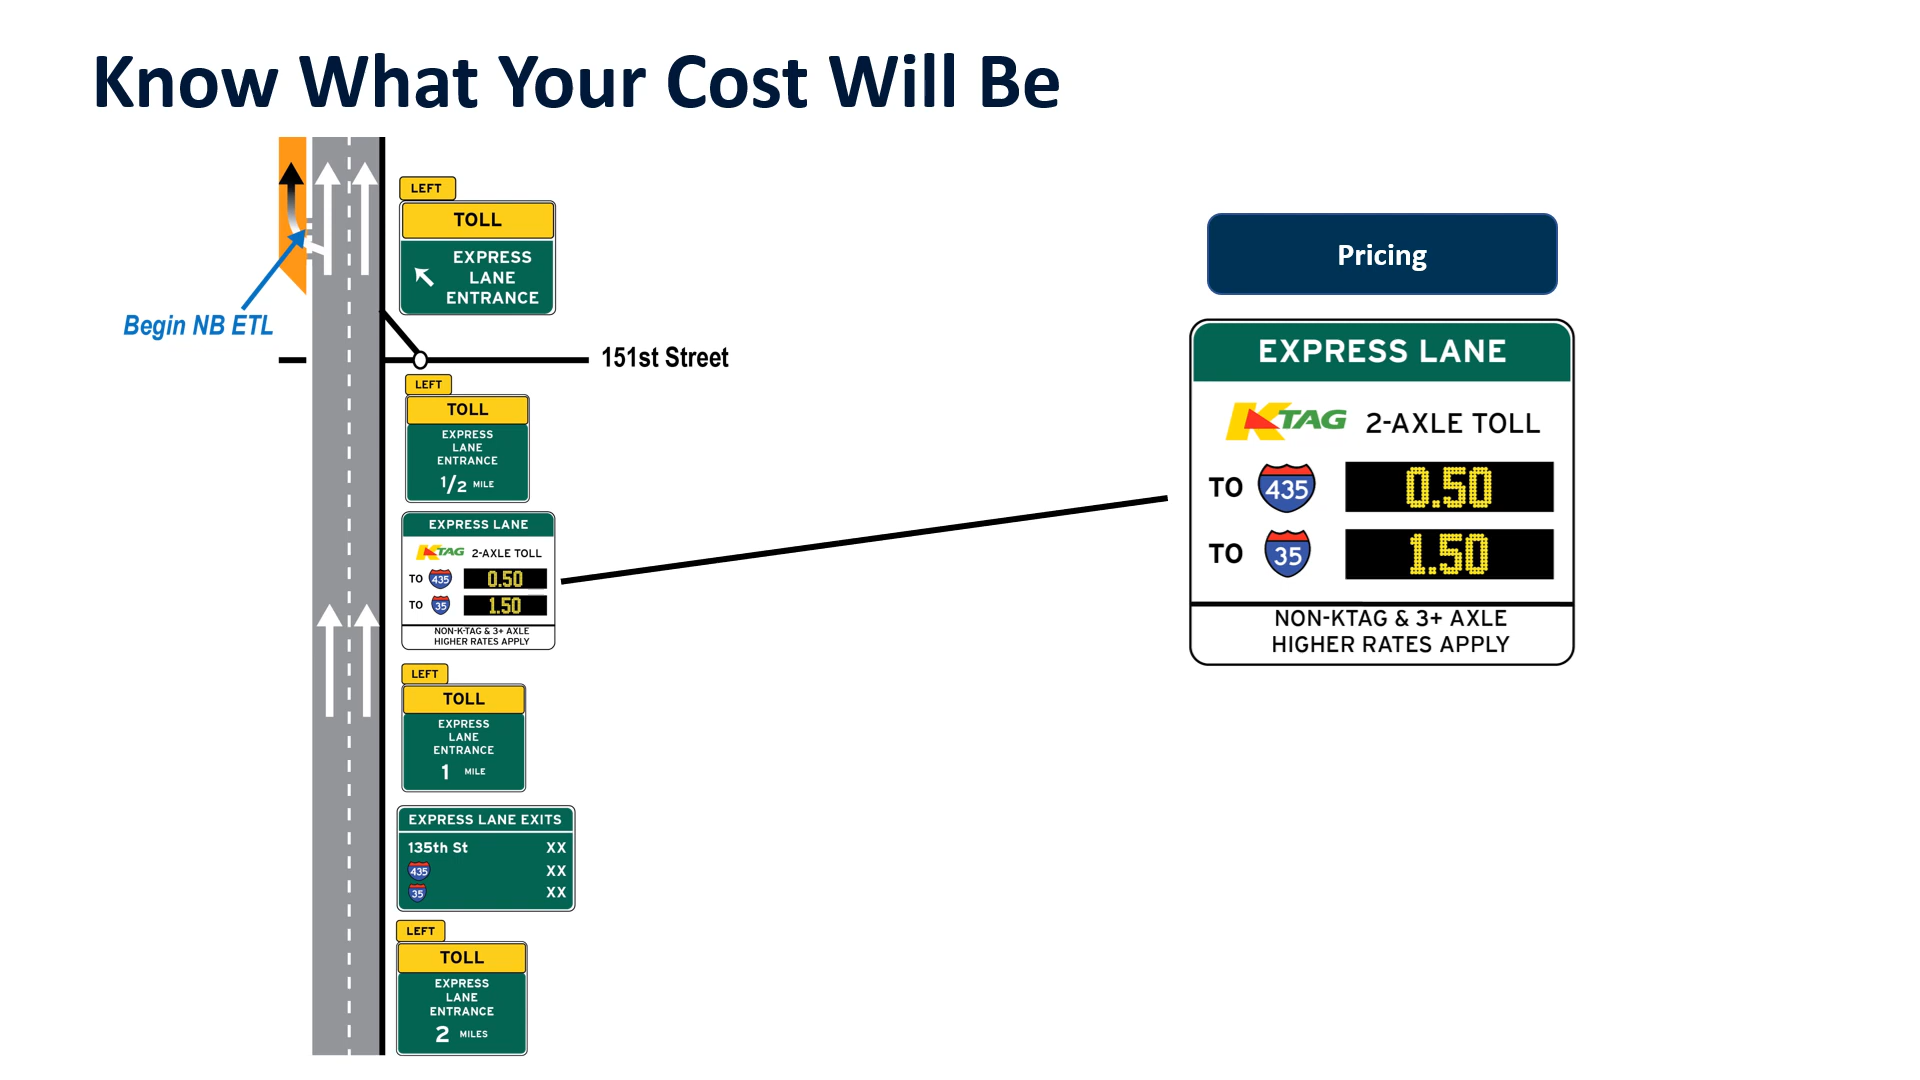 Know What Your Cost Will Be
LEFT
TOLL
EXPRESS
LANE
ENTRANCE
Begin NB ETL
151st Street
LEFT
TOLL
EXPRESS
LANE
ENTRANCE
1/2 MILE
EXPRESS LANE
KTAG 2-AXLE TOLL
TO 435 0.50
TO 35 1.50
NON-K-TAG & 3+ AXLE
HIGHER RATES APPLY
LEFT
TOLL
EXPRESS
LANE
ENTRANCE
1 MILE
EXPRESS LANE EXITS
135th St XX
435 XX
35 XX
LEFT
TOLL
EXPRESS
LANE
ENTRANCE
2 MILES
Pricing
EXPRESS LANE
KTAG 2-AXLE TOLL
TO 435 0.50
TO 35 1.50
NON-KTAG & 3+ AXLE
HIGHER RATES APPLY